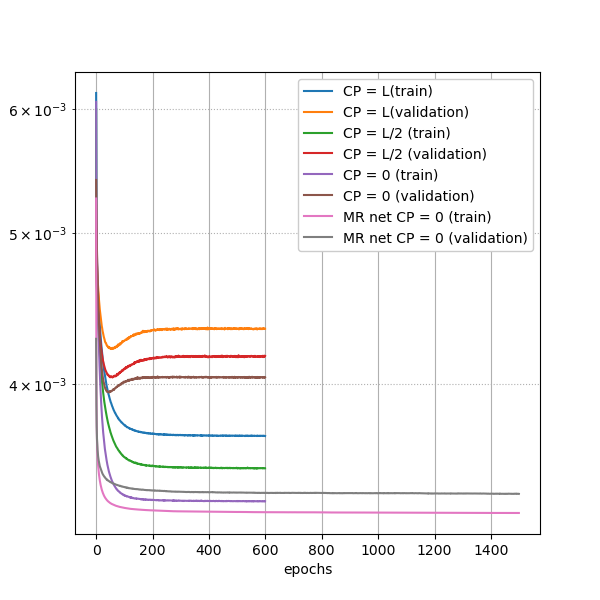 6 × 10⁻³
5 × 10⁻³
4 × 10⁻³
CP = L(train)
CP = L(validation)
CP = L/2 (train)
CP = L/2 (validation)
CP = 0 (train)
CP = 0 (validation)
MR net CP = 0 (train)
MR net CP = 0 (validation)
0 200 400 600 800 1000 1200 1400
epochs